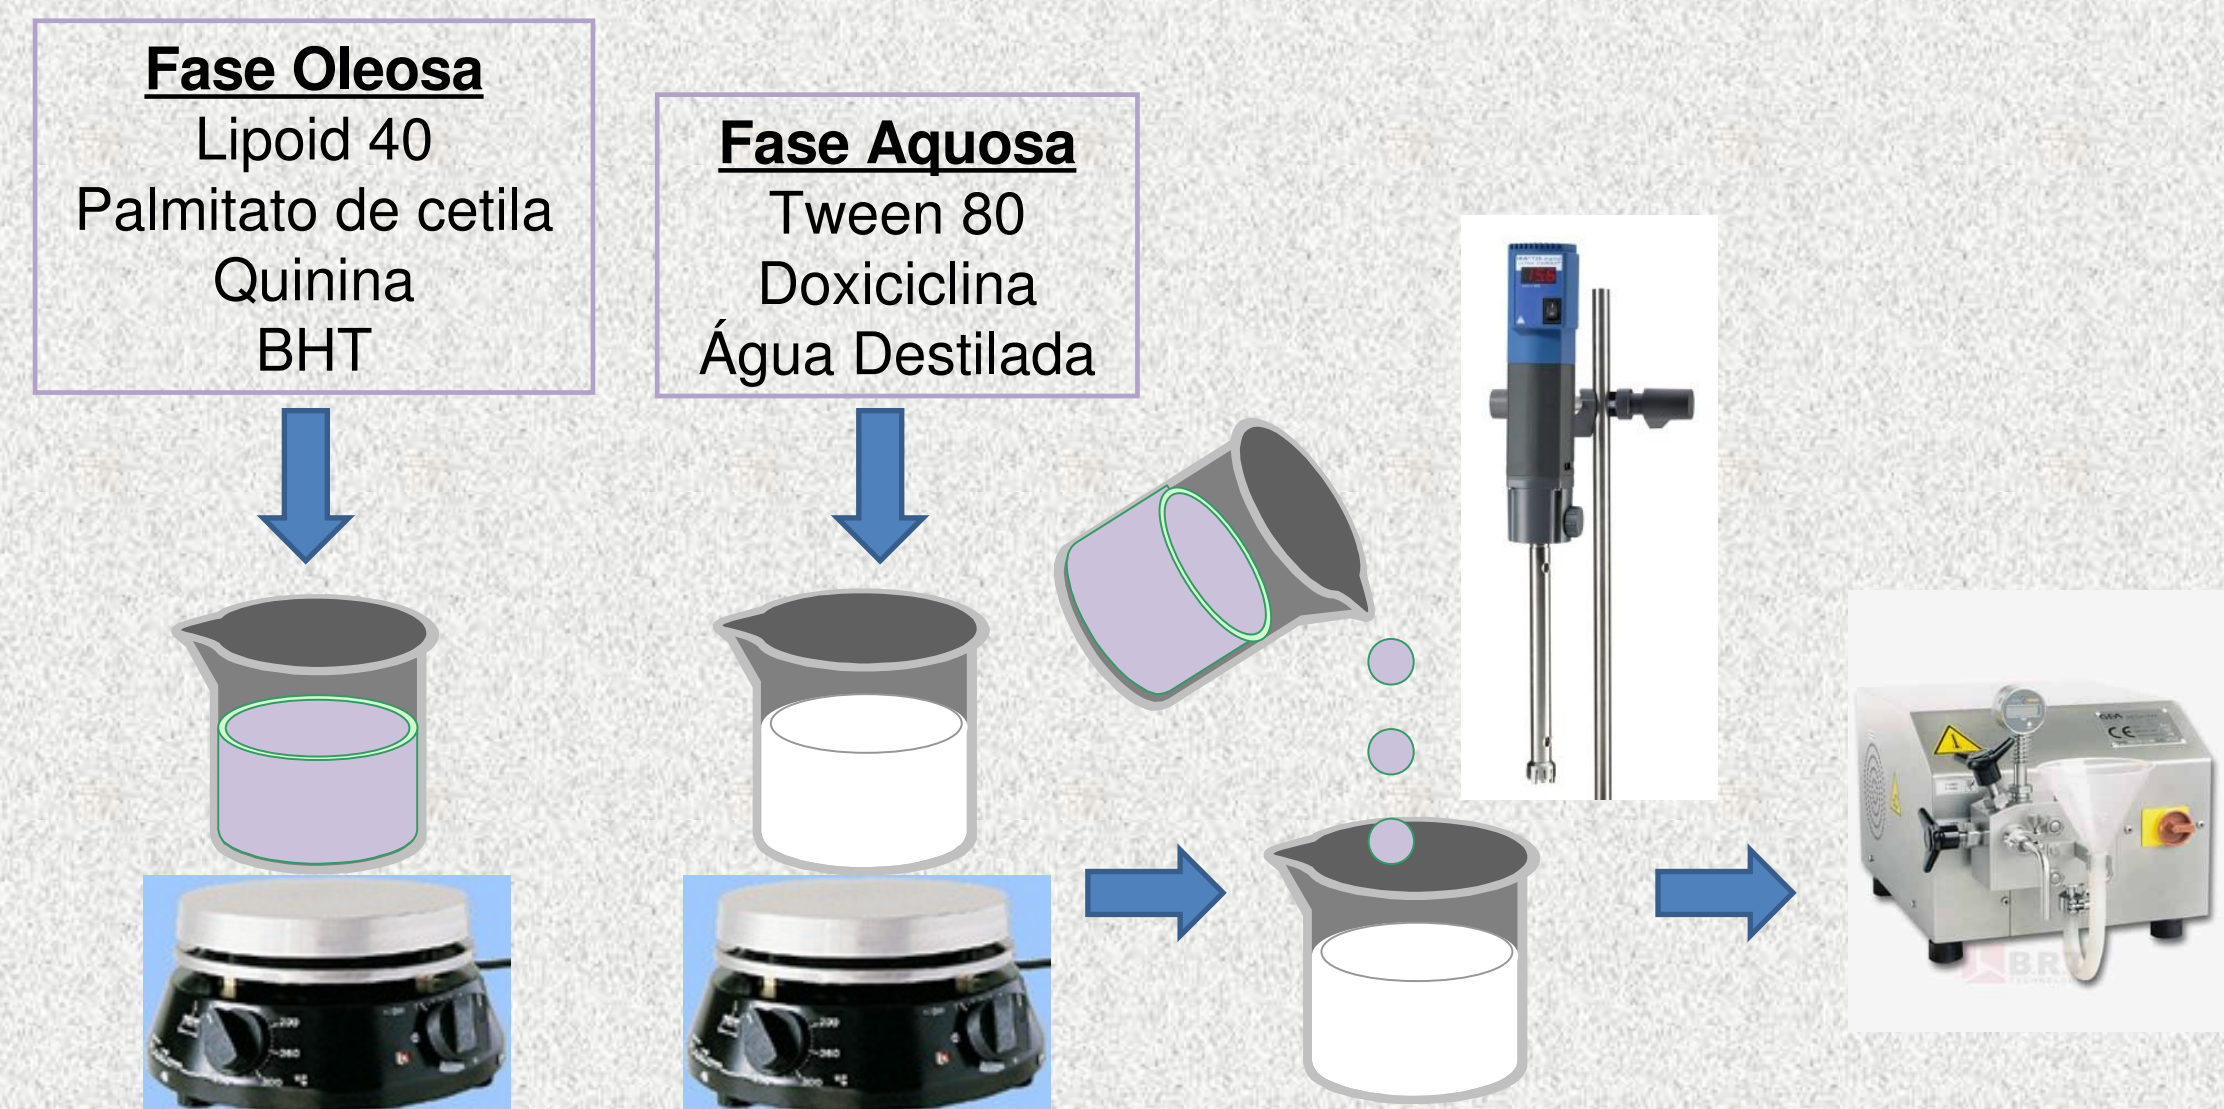 Fase Oleosa
Lipoid 40
Palmitato de cetila
Quinina
BHT
Fase Aquosa
Tween 80
Doxiciclina
Água Destilada